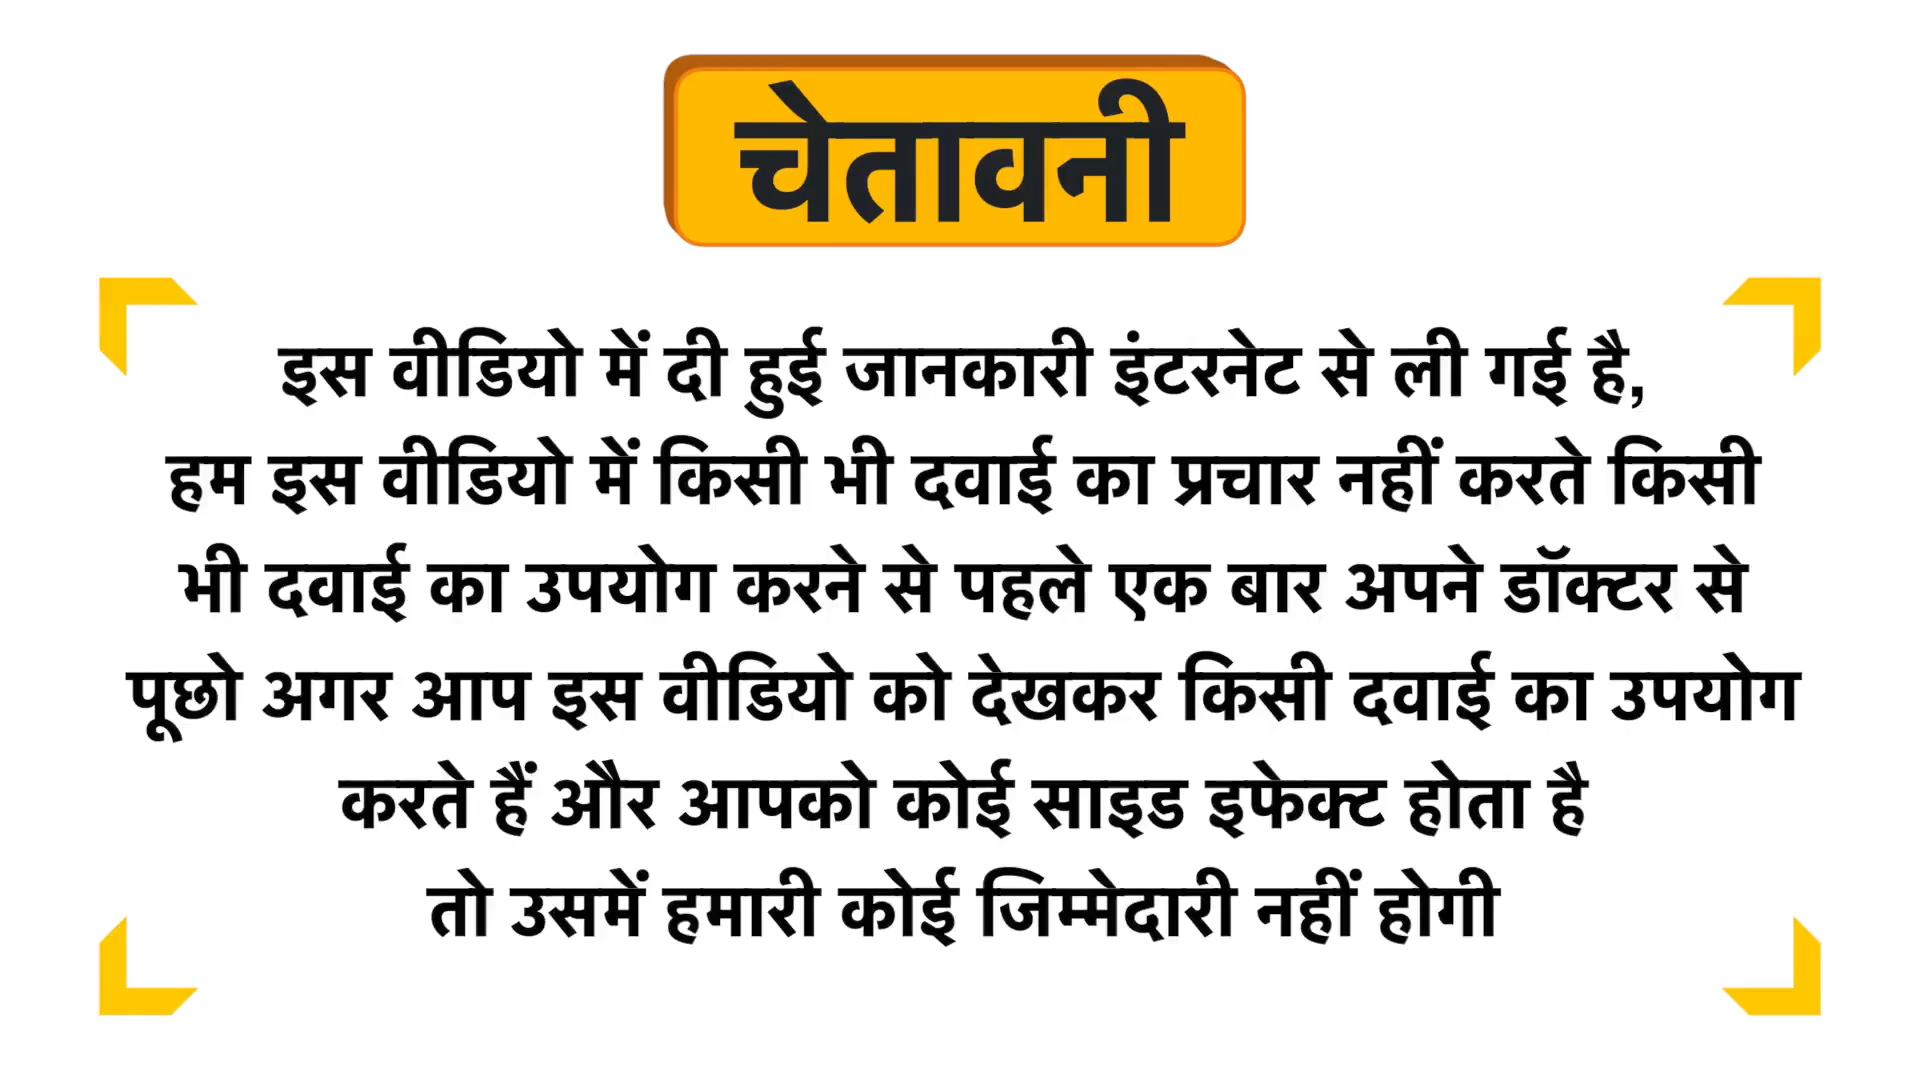 चेतावनी
इस वीडियो में दी हुई जानकारी इंटरनेट से ली गई है,
हम इस वीडियो में किसी भी दवाई का प्रचार नहीं करते किसी
भी दवाई का उपयोग करने से पहले एक बार अपने डॉक्टर से
पूछो अगर आप इस वीडियो को देखकर किसी दवाई का उपयोग
करते हैं और आपको कोई साइड इफेक्ट होता है
तो उसमें हमारी कोई जिम्मेदारी नहीं होगी